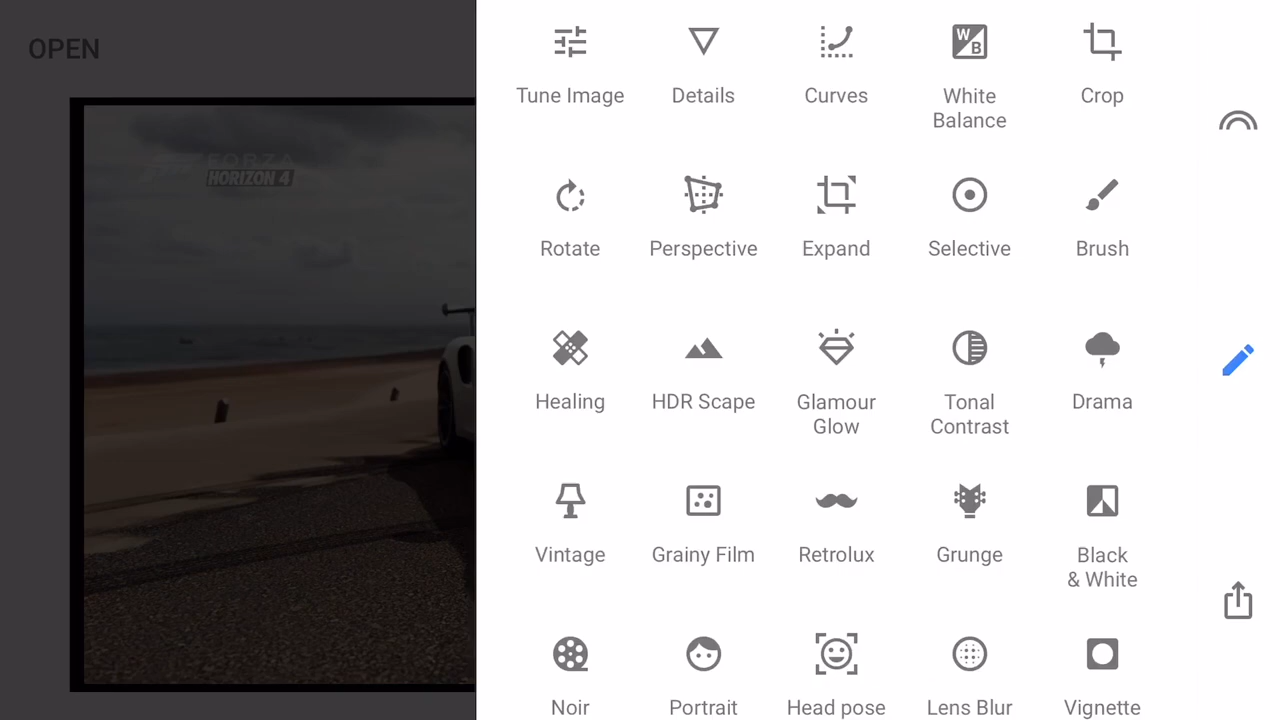 OPEN
FORZA
HORIZON 4
Tune Image
Details
Curves
W
B
White
Balance
Crop
Rotate
Perspective
Expand
Selective
Brush
Healing
HDR Scape
Glamour
Glow
Tonal
Contrast
Drama
Vintage
Grainy Film
Retrolux
Grunge
Black
& White
Noir
Portrait
Head pose
Lens Blur
Vignette